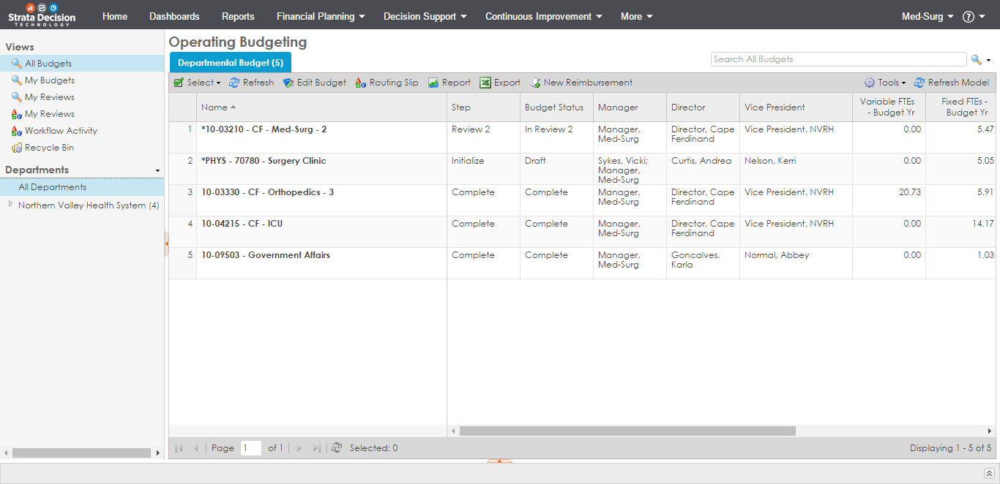 Strata Decision
TECHNOLOGY
Home Dashboards Reports Financial Planning Decision Support Continuous Improvement More Med-Surg ?
Views
All Budgets
My Budgets
My Reviews
My Reviews
Workflow Activity
Recycle Bin
Departments
All Departments
Northern Valley Health System (4)
Operating Budgeting
Departmental Budget (5)
Search All Budgets
Select Refresh Edit Budget Routing Slip Report Export New Reimbursement Tools Refresh Model
Name Step Budget Status Manager Director Vice President Variable FTEs - Budget Yr Fixed FTEs - Budget Yr
1 *10-03210 - CF - Med-Surg - 2 Review 2 In Review 2 Manager, Med-Surg Director, Cape Ferdinand Vice President, NVRH 0.00 5.47
2 *PHYS - 70780 - Surgery Clinic Initialize Draft Sykes, Vicki; Manager, Med-Surg Curtis, Andrea Nelson, Kerri 0.00 5.05
3 10-03330 - CF - Orthopedics - 3 Complete Complete Manager, Med-Surg Director, Cape Ferdinand Vice President, NVRH 20.73 5.91
4 10-04215 - CF - ICU Complete Complete Manager, Med-Surg Director, Cape Ferdinand Vice President, NVRH 0.00 14.17
5 10-09503 - Government Affairs Complete Complete Manager, Med-Surg Goncalves, Karla Normal, Abbey 0.00 1.03
Page 1 of 1 Selected: 0 Displaying 1 - 5 of 5